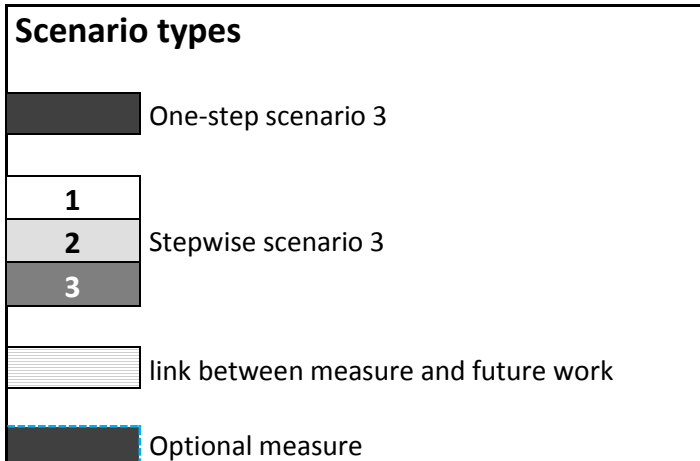 Scenario types
One-step scenario 3
1
2
Stepwise scenario 3
3
link between measure and future work
Optional measure